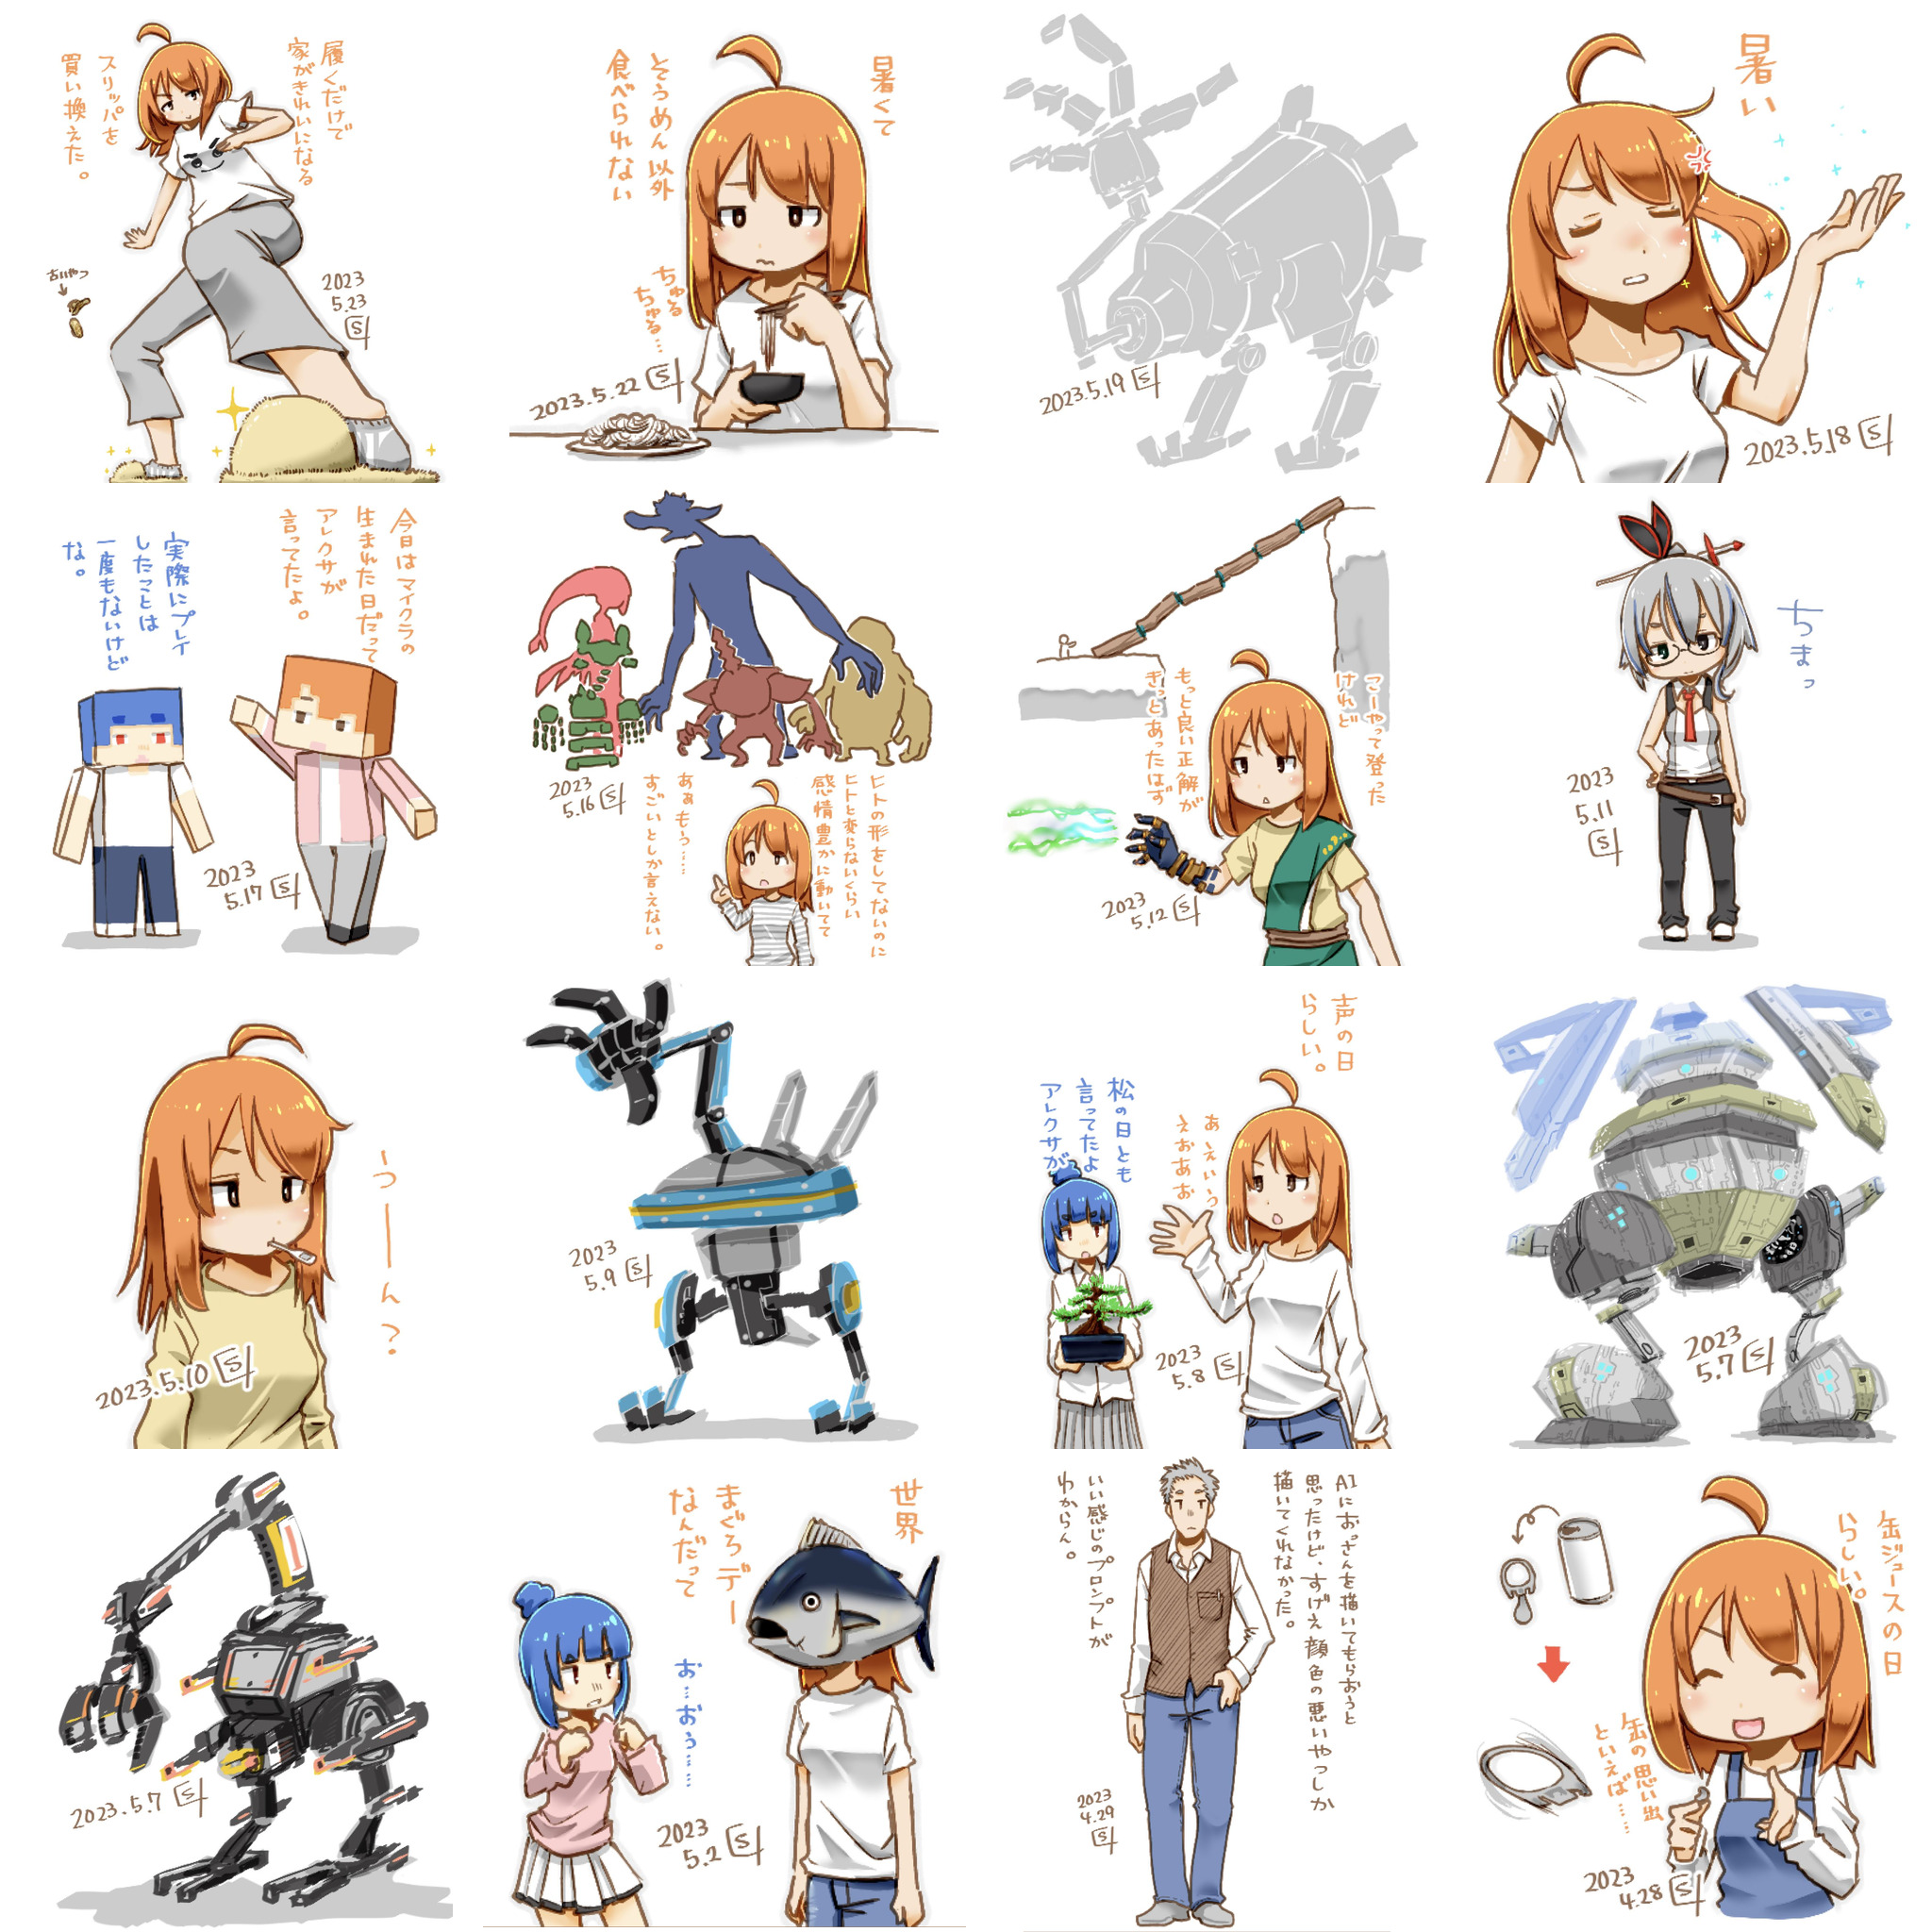 履くだけで
家がきれいになる
スリッパを
買い換えた。
古いやつ
2023
5.23
S
暑くて
そうめん以外
食べられない
ちゅる
ちゅる…
2023.5.22 S
2023.5.19 S
暑い
2023.5.18 S
今日はマイクラの
生まれた日だって
アレクサが
言ってたよ。
実際にプレイ
したことは
一度もないけど
な。
2023
5.17 S
2023
5.16 S
ヒトの形をしてないのに
ヒトと変らないくらい
感情豊かに動いてて
あぁもう……
すごいとしか言えない。
こーやって登った
けれど
もっと良い正解が
きっとあったはず
2023
5.12 S
ちまっ
2023
5.11
S
うーーん?
2023.5.10 S
2023
5.9 S
声の日
らしい。
あーえいーう
えおあお
松の日とも
言ってたよ
アレクサが
2023
5.8 S
2023
5.7 S
2023.5.7 S
世界
まぐろデー
なんだって
お…おぅ……
2023
5.2 S
AIにおっさんを描いてもらおうと
思ったけど、すげえ顔色の悪いやつしか
描いてくれなかった。
いい感じのプロンプトが
わからん。
2023
4.29
S
缶ジュースの日
らしい。
缶の思い出
といえば……
2023
4.28 S